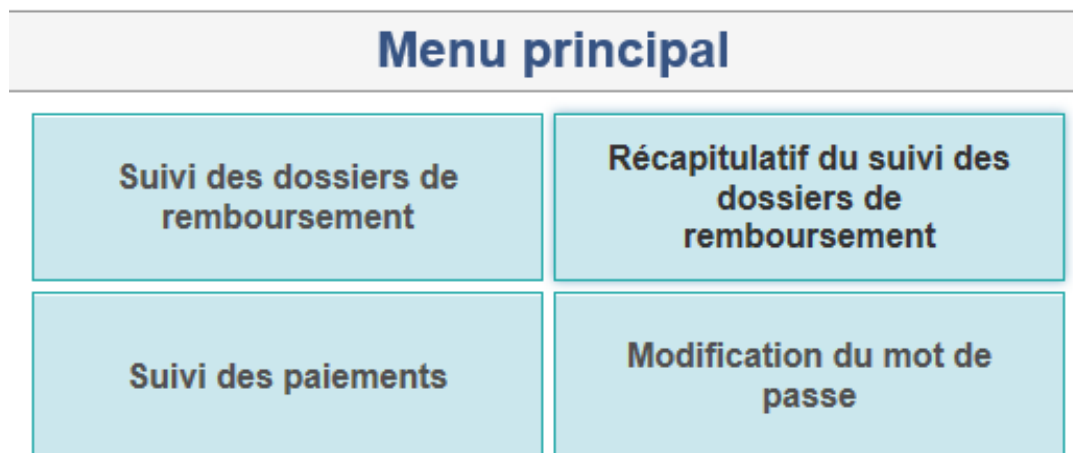 Menu principal
Suivi des dossiers de
remboursement
Récapitulatif du suivi des
dossiers de
remboursement
Suivi des paiements
Modification du mot de
passe